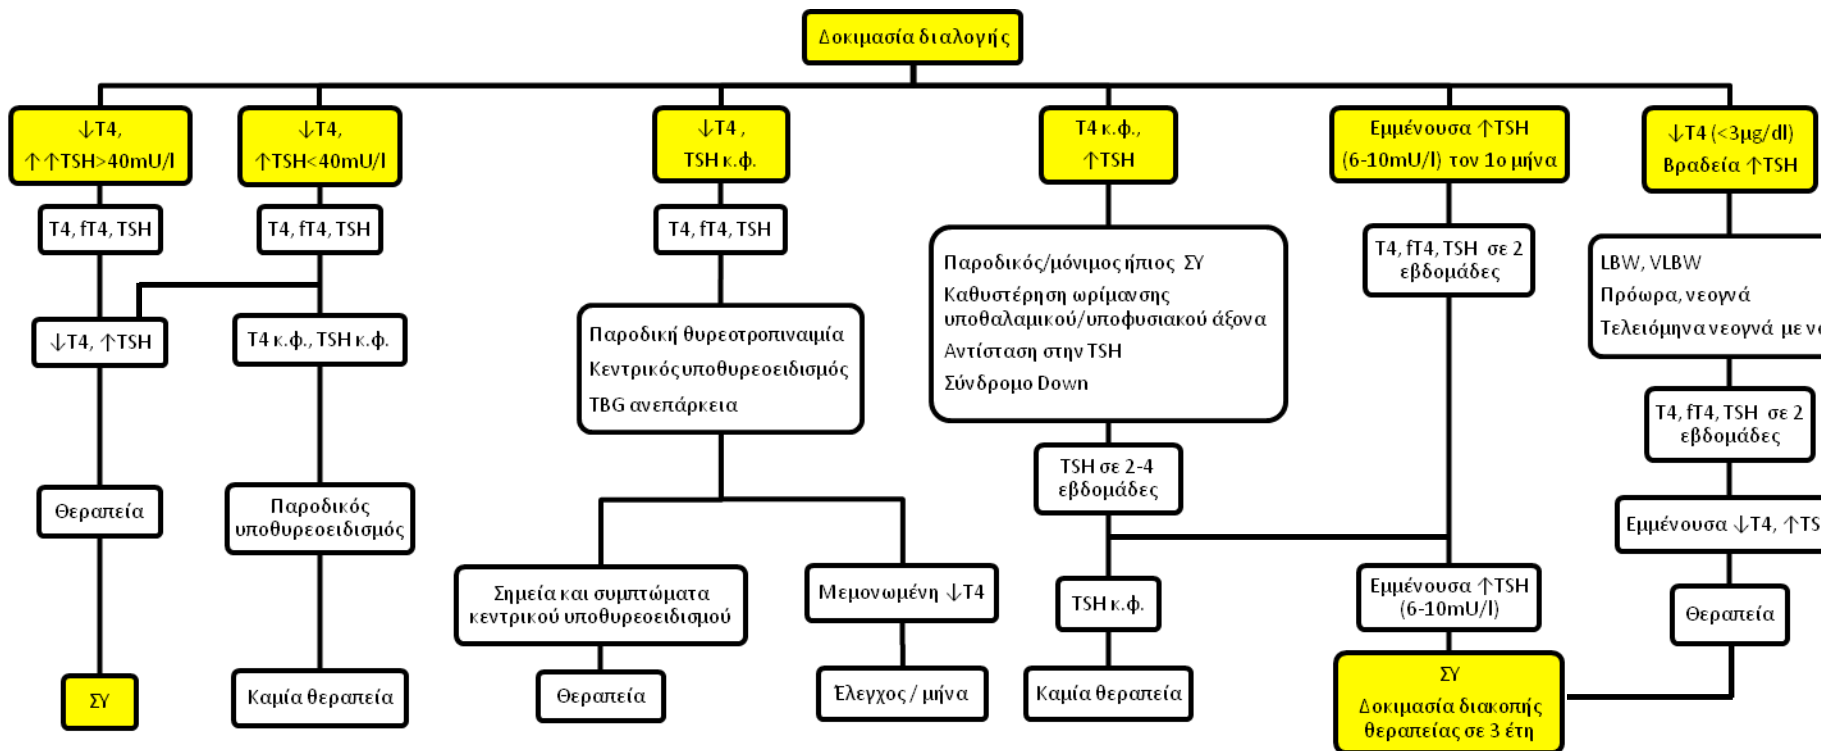 Δοκιμασία διαλογής
↓T4,
↑↑TSH>40mU/l
↓T4,
↑TSH<40mU/l
↓T4 ,
TSH κ.φ.
T4 κ.φ.,
↑TSH
Εμμένουσα ↑TSH
(6-10mU/l) τον 1ο μήνα
↓T4 (<3μg/dl)
Βραδεία ↑TSH
T4, fT4, TSH
T4, fT4, TSH
T4, fT4, TSH
Παροδικός/μόνιμος ήπιος ΣΥ
Καθυστέρηση ωρίμανσης
υποθαλαμικού/υποφυσιακού άξονα
Αντίσταση στην TSH
Σύνδρομο Down
T4, fT4, TSH σε 2
εβδομάδες
LBW, VLBW
Πρόωρα, νεογνά
Τελειόμηνα νεογνά με
↓T4, ↑TSH
T4 κ.φ., TSH κ.φ.
Παροδική θυρεοτροπιναιμία
Κεντρικός υποθυρεοειδισμός
TBG ανεπάρκεια
T4, fT4, TSH σε 2
εβδομάδες
TSH σε 2-4
εβδομάδες
Θεραπεία
Παροδικός
υποθυρεοειδισμός
Εμμένουσα ↓T4,
Σημεία και συμπτώματα
κεντρικού υποθυρεοειδισμού
Μεμονωμένη ↓T4
TSH κ.φ.
Εμμένουσα ↑TSH
(6-10mU/l)
Θεραπεία
ΣΥ
Καμία θεραπεία
Θεραπεία
Έλεγχος / μήνα
Καμία θεραπεία
ΣΥ
Δοκιμασία διακοπής
θεραπείας σε 3 έτη